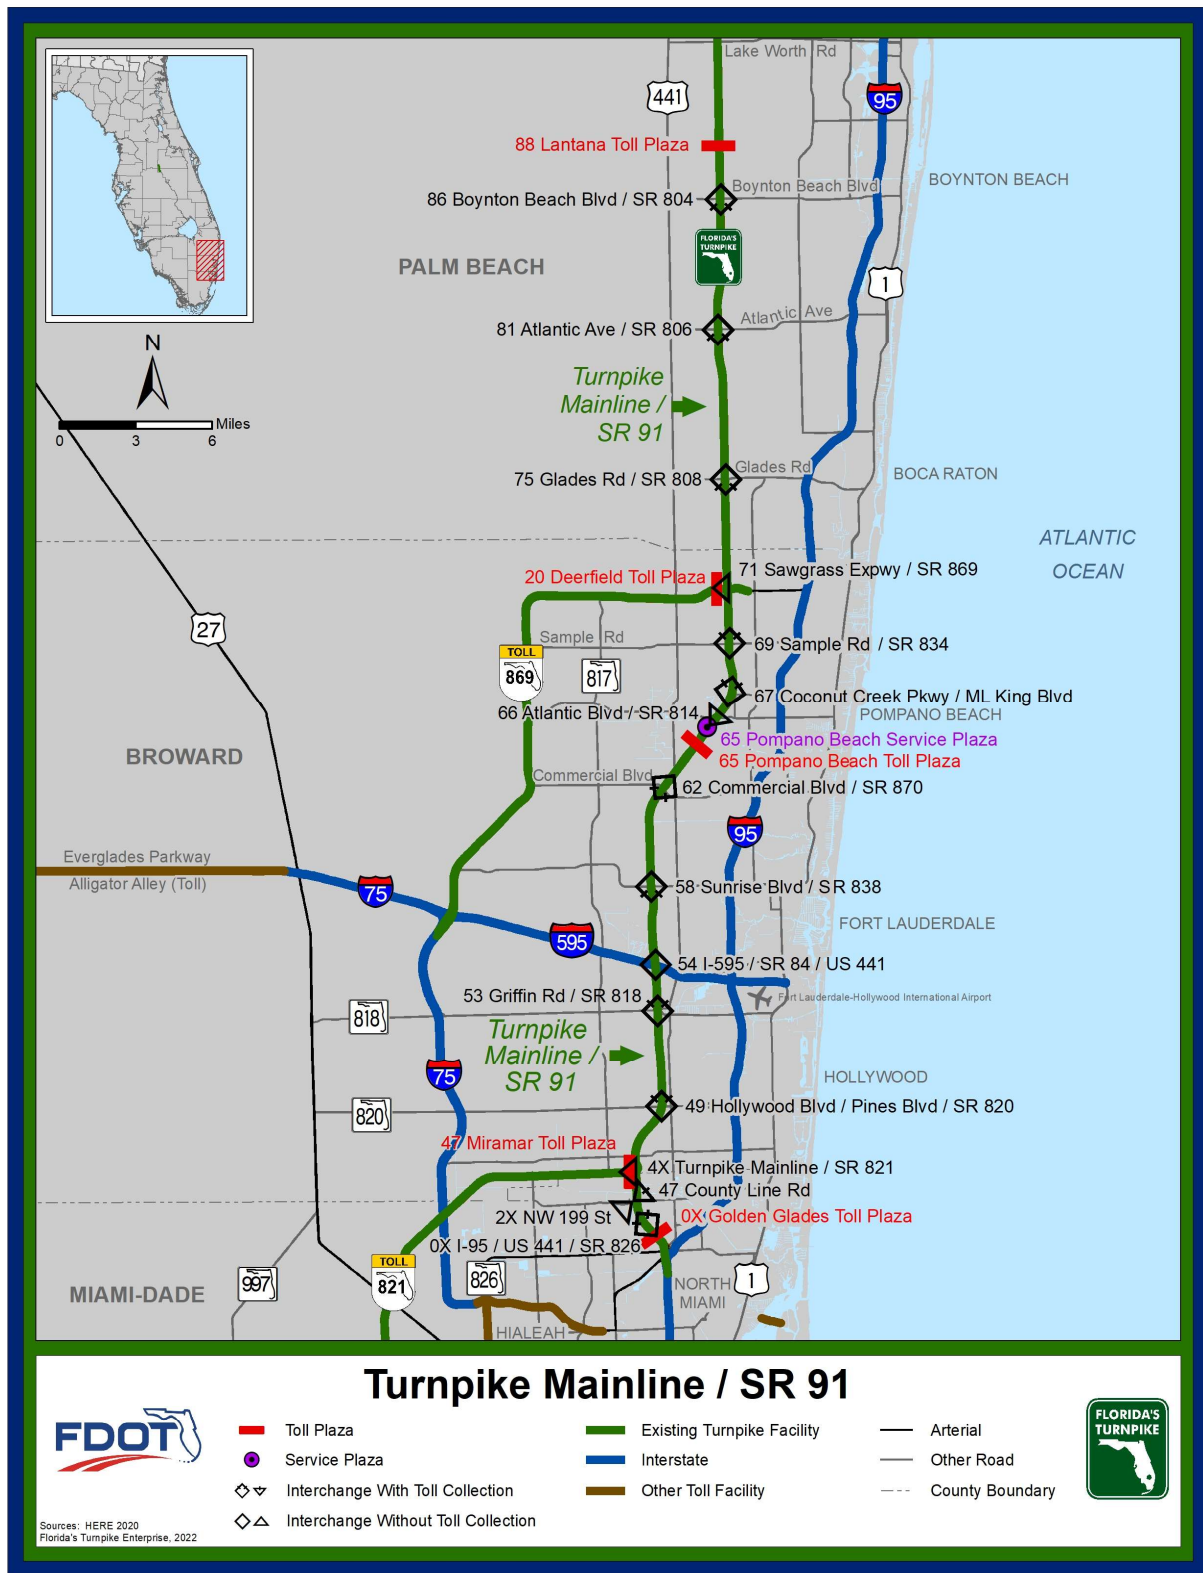 Lake Worth Rd
441
95
88 Lantana Toll Plaza
Boynton Beach Blvd
BOYNTON BEACH
86 Boynton Beach Blvd / SR 804
FLORIDA'S
TURNPIKE
PALM BEACH
1
Atlantic Ave
81 Atlantic Ave / SR 806
N
Turnpike
Mainline /
SR 91
Miles
0 3 6
Glades Rd
75 Glades Rd / SR 808
BOCA RATON
ATLANTIC
OCEAN
71 Sawgrass Expwy / SR 869
20 Deerfield Toll Plaza
27
Sample Rd
69 Sample Rd / SR 834
TOLL
869
817
67 Coconut Creek Pkwy / ML King Blvd
66 Atlantic Blvd / SR 814
POMPANO BEACH
65 Pompano Beach Service Plaza
65 Pompano Beach Toll Plaza
BROWARD
Commercial Blvd
62 Commercial Blvd / SR 870
95
Everglades Parkway
Alligator Alley (Toll)
75
58 Sunrise Blvd / SR 838
FORT LAUDERDALE
595
54 I-595 / SR 84 / US 441
53 Griffin Rd / SR 818
Fort Lauderdale-Hollywood International Airport
818
Turnpike
Mainline /
SR 91
75
HOLLYWOOD
820
49 Hollywood Blvd / Pines Blvd / SR 820
47 Miramar Toll Plaza
4X Turnpike Mainline / SR 821
47 County Line Rd
2X NW 199 St
0X Golden Glades Toll Plaza
0X I-95 / US 441 / SR 826
TOLL
821
826
997
MIAMI-DADE
NORTH
MIAMI
1
HIALEAH
Turnpike Mainline / SR 91
FDOT
Toll Plaza
Service Plaza
Interchange With Toll Collection
Interchange Without Toll Collection
Existing Turnpike Facility
Interstate
Other Toll Facility
Arterial
Other Road
County Boundary
FLORIDA'S
TURNPIKE
Sources: HERE 2020
Florida's Turnpike Enterprise, 2022